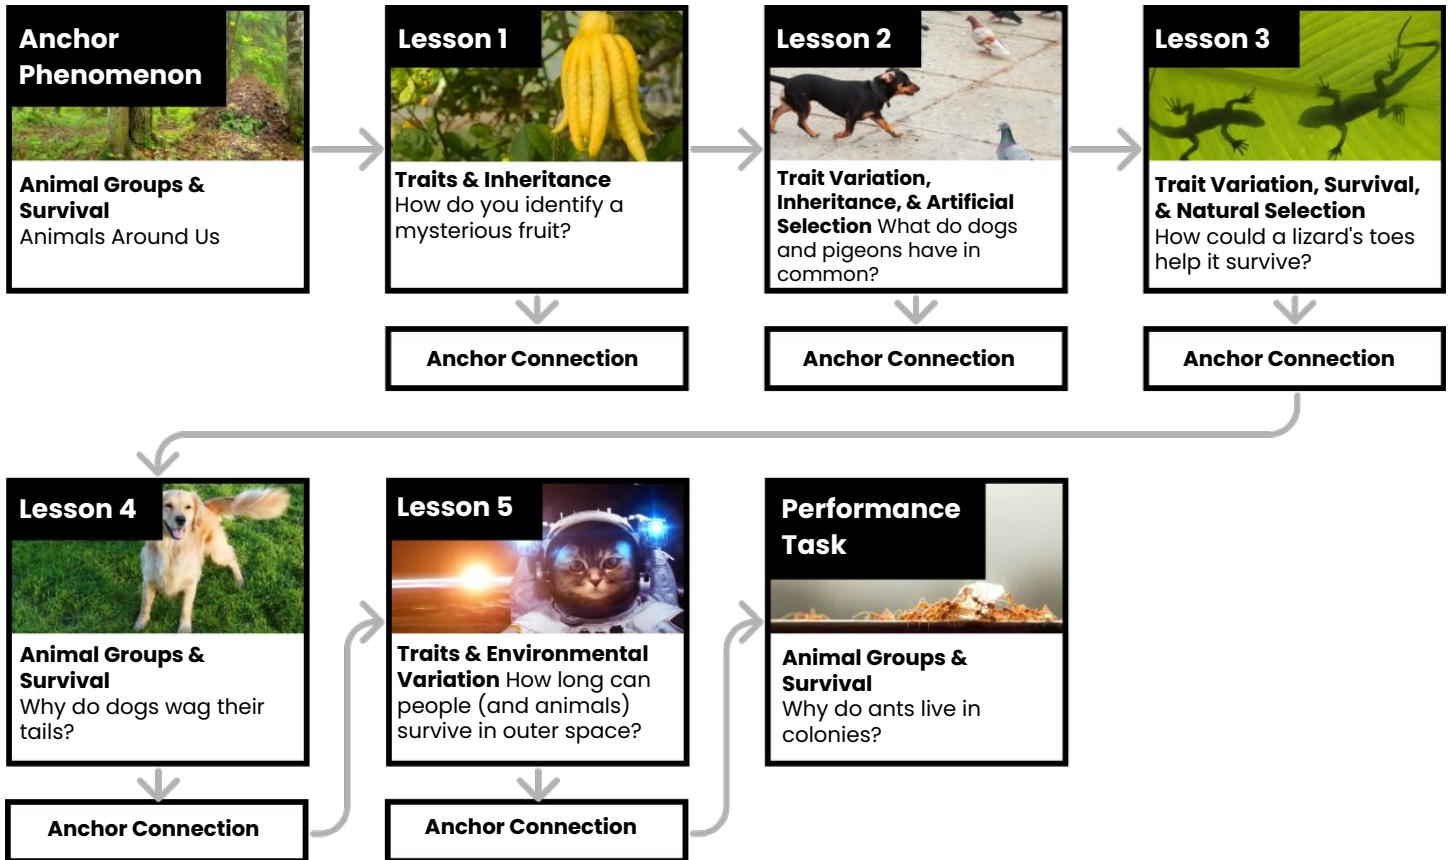 Anchor
Phenomenon
Animal Groups &
Survival
Animals Around Us
Lesson 1
Traits & Inheritance
How do you identify a
mysterious fruit?
Anchor Connection
Lesson 2
Trait Variation,
Inheritance, & Artificial
Selection What do dogs
and pigeons have in
common?
Anchor Connection
Lesson 3
Trait Variation, Survival,
& Natural Selection
How could a lizard's toes
help it survive?
Anchor Connection
Lesson 4
Animal Groups &
Survival
Why do dogs wag their
tails?
Anchor Connection
Lesson 5
Traits & Environmental
Variation How long can
people (and animals)
survive in outer space?
Anchor Connection
Performance
Task
Animal Groups &
Survival
Why do ants live in
colonies?